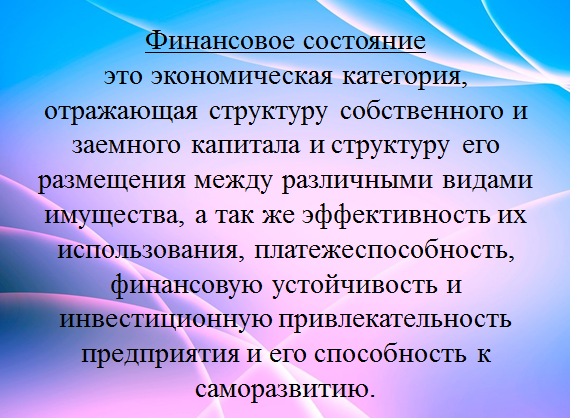 Финансовое состояние
это экономическая категория,
отражающая структуру собственного и
заемного капитала и структуру его
размещения между различными видами
имущества, а так же эффективность их
использования, платежеспособность,
финансовую устойчивость и
инвестиционную привлекательность
предприятия и его способность к
саморазвитию.